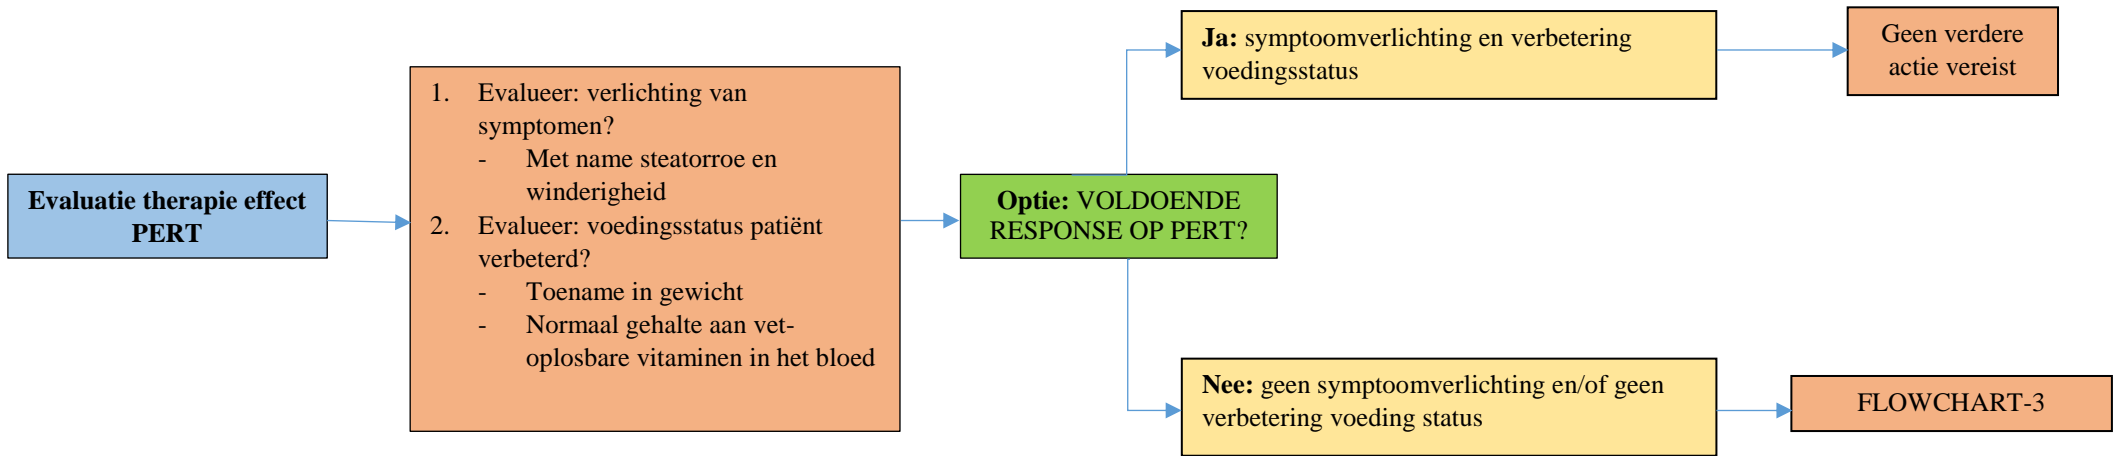 Evaluatie therapie effect
PERT
1. Evalueer: verlichting van
symptomen?
- Met name steatorroe en
winderigheid
2. Evalueer: voedingsstatus patiënt
verbeterd?
- Toename in gewicht
- Normaal gehalte aan vet-
oplosbare vitaminen in het bloed
Optie: VOLDOENDE
RESPONSE OP PERT?
Ja: symptoomverlichting en verbetering
voedingsstatus
Geen verdere
actie vereist
Nee: geen symptoomverlichting en/of geen
verbetering voeding status
FLOWCHART-3